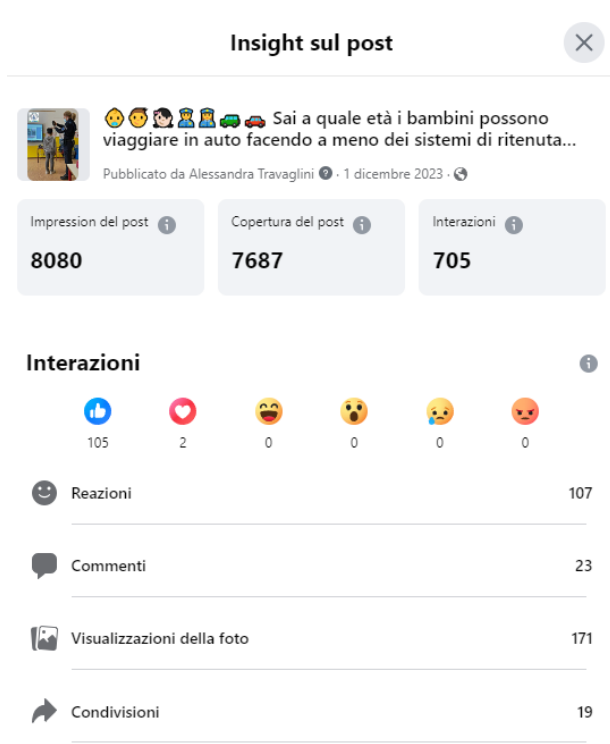 Insight sul post
👶👦👧👮👮🚙🚗 Sai a quale età i bambini possono
viaggiare in auto facendo a meno dei sistemi di ritenuta...
Pubblicato da Alessandra Travaglini · 1 dicembre 2023 ·
Impression del post
8080
Copertura del post
7687
Interazioni
705
Interazioni
105
2
0
0
0
0
Reazioni
107
Commenti
23
Visualizzazioni della foto
171
Condivisioni
19